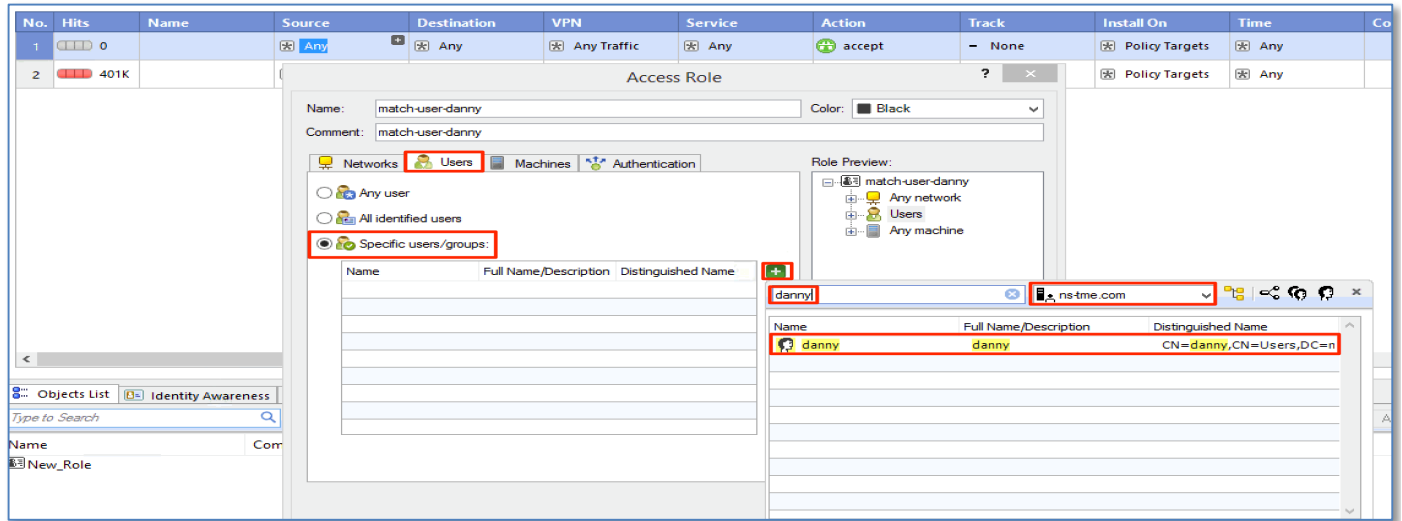 No. Hits Name Source Destination VPN Service Action Track Install On Time Co
1 0 Any Any Any Traffic Any accept – None Policy Targets Any
2 401K Policy Targets Any
Access Role ? ×
Name: match-user-danny Color: Black
Comment: match-user-danny
Networks Users Machines Authentication Role Preview:
match-user-danny
Any user Any network
All identified users Users
Specific users/groups: Any machine
Name Full Name/Description Distinguished Name
danny ns-tme.com
Name Full Name/Description Distinguished Name
danny danny CN=danny,CN=Users,DC=n
Objects List Identity Awareness
Type to Search A
Name Com
New_Role